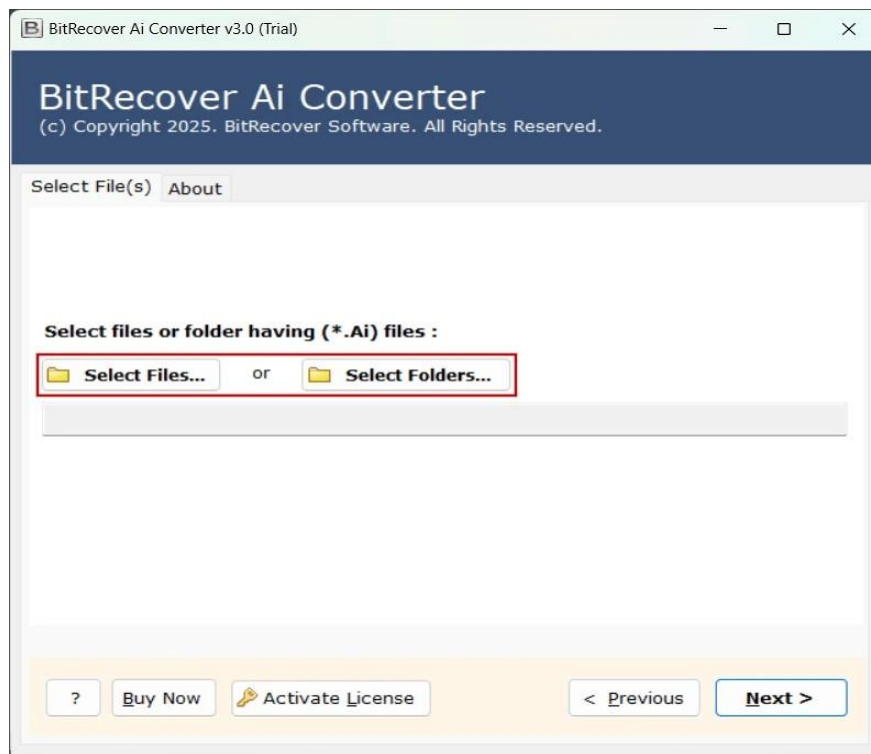 BitRecover Ai Converter v3.0 (Trial)
BitRecover Ai Converter
(c) Copyright 2025. BitRecover Software. All Rights Reserved.
Select File(s) About
Select files or folder having (*.Ai) files :
Select Files... or Select Folders...
? Buy Now Activate License < Previous Next >